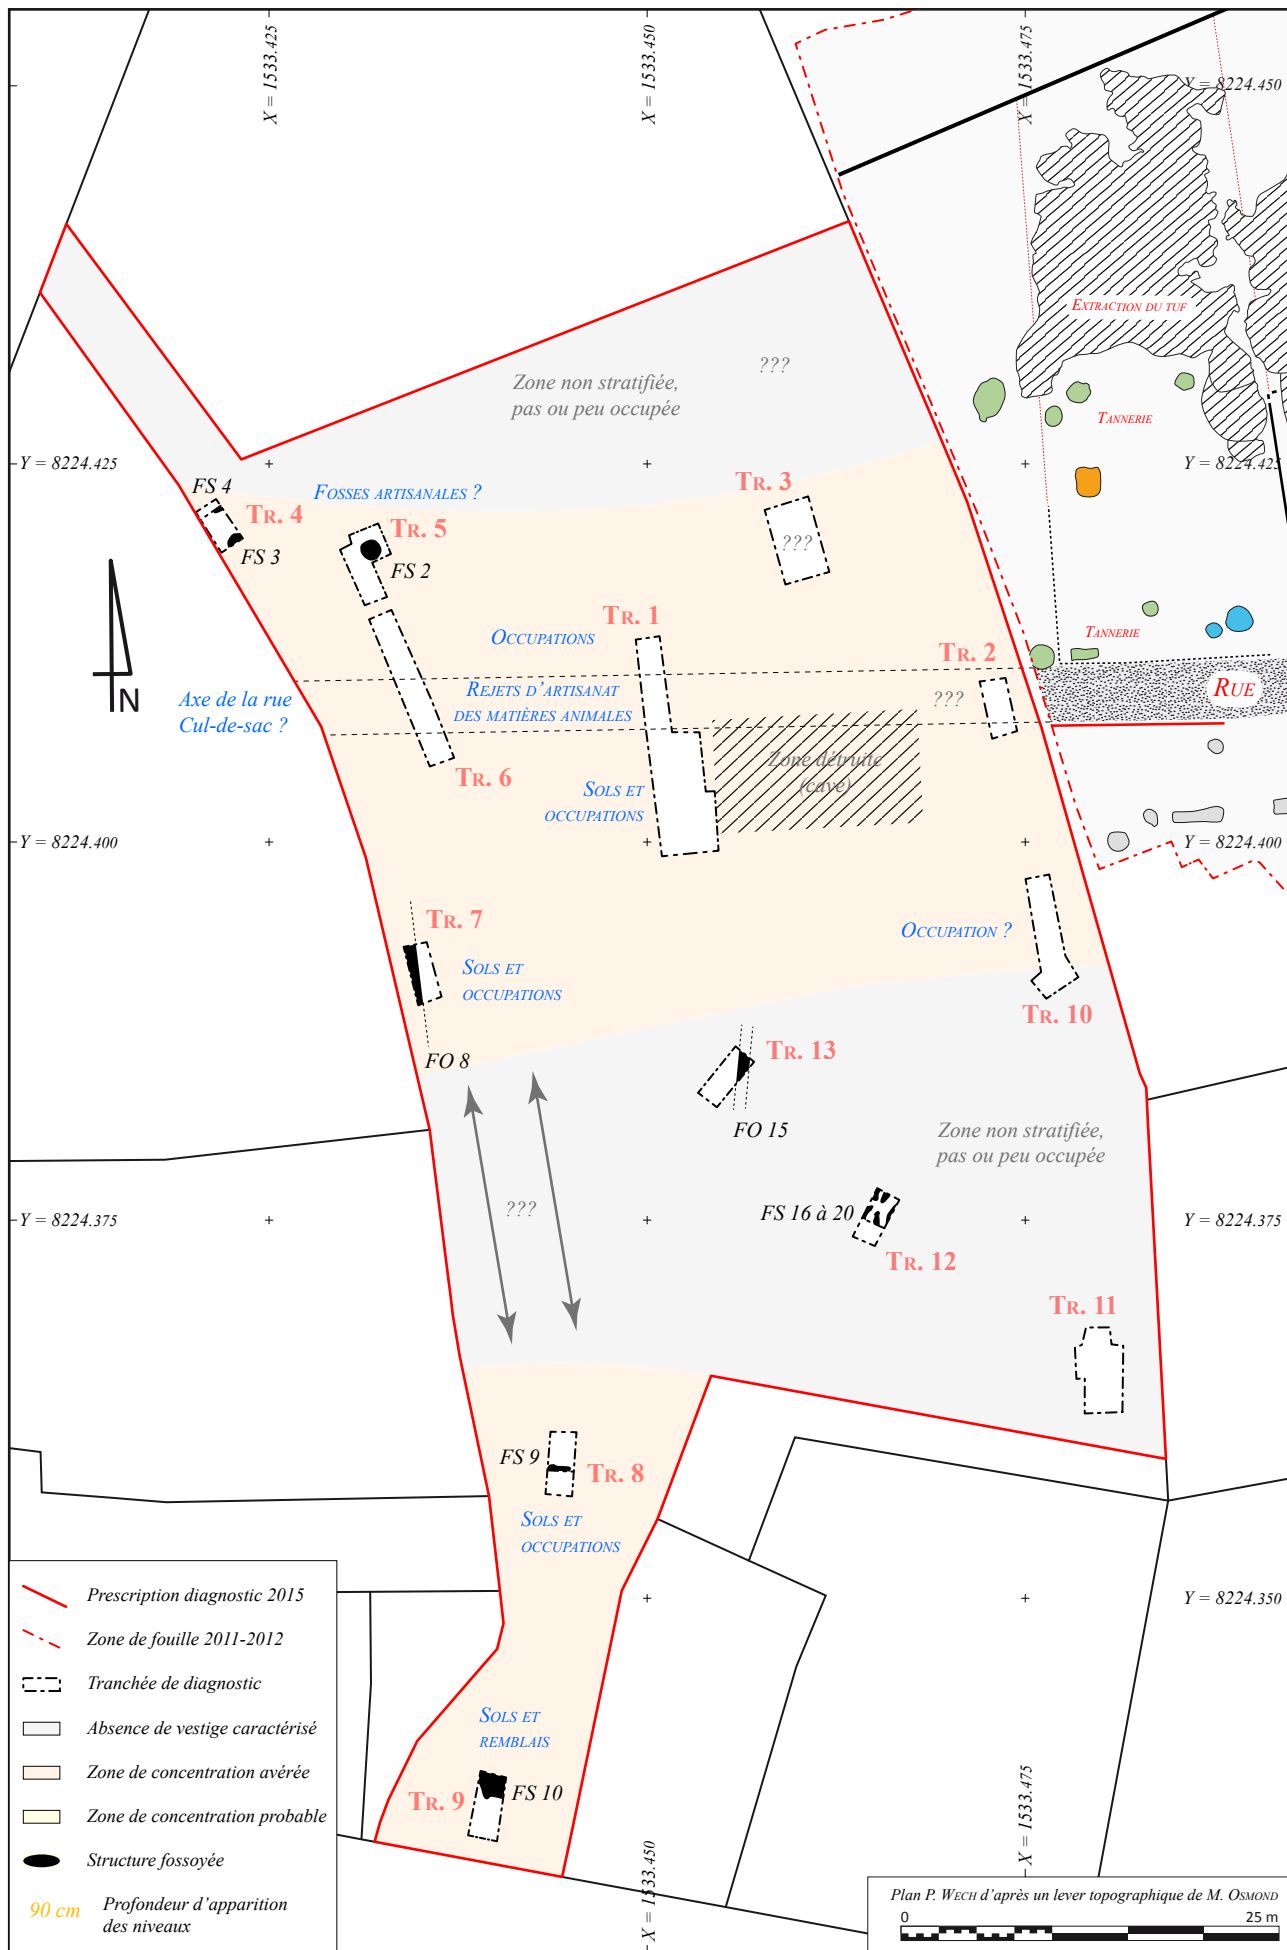 X = 1533.425
X = 1533.450
X = 1533.475
Y = 8224.450
EXTRACTION DU TUF
???
Zone non stratifiée,
pas ou peu occupée
TANNERIE
Y = 8224.425
Y = 8224.425
FS 4
FOSSES ARTISANALES ?
TR. 3
TR. 4
TR. 5
FS 3
FS 2
???
TR. 1
OCCUPATIONS
TANNERIE
TR. 2
N
Axe de la rue
Cul-de-sac ?
REJETS D'ARTISANAT
DES MATIÈRES ANIMALES
???
RUE
TR. 6
Zone détruite
(cave)
SOLS ET
OCCUPATIONS
Y = 8224.400
Y = 8224.400
TR. 7
OCCUPATION ?
SOLS ET
OCCUPATIONS
TR. 10
FO 8
TR. 13
FO 15
Zone non stratifiée,
pas ou peu occupée
???
FS 16 à 20
Y = 8224.375
Y = 8224.375
TR. 12
TR. 11
FS 9
TR. 8
SOLS ET
OCCUPATIONS
Y = 8224.350
SOLS ET
REMBLAIS
TR. 9
FS 10
X = 1533.450
X = 1533.475
Prescription diagnostic 2015
Zone de fouille 2011-2012
Tranchée de diagnostic
Absence de vestige caractérisé
Zone de concentration avérée
Zone de concentration probable
Structure fossoyée
90 cm Profondeur d'apparition
des niveaux
Plan P. WECH d'après un lever topographique de M. OSMOND
0 25 m